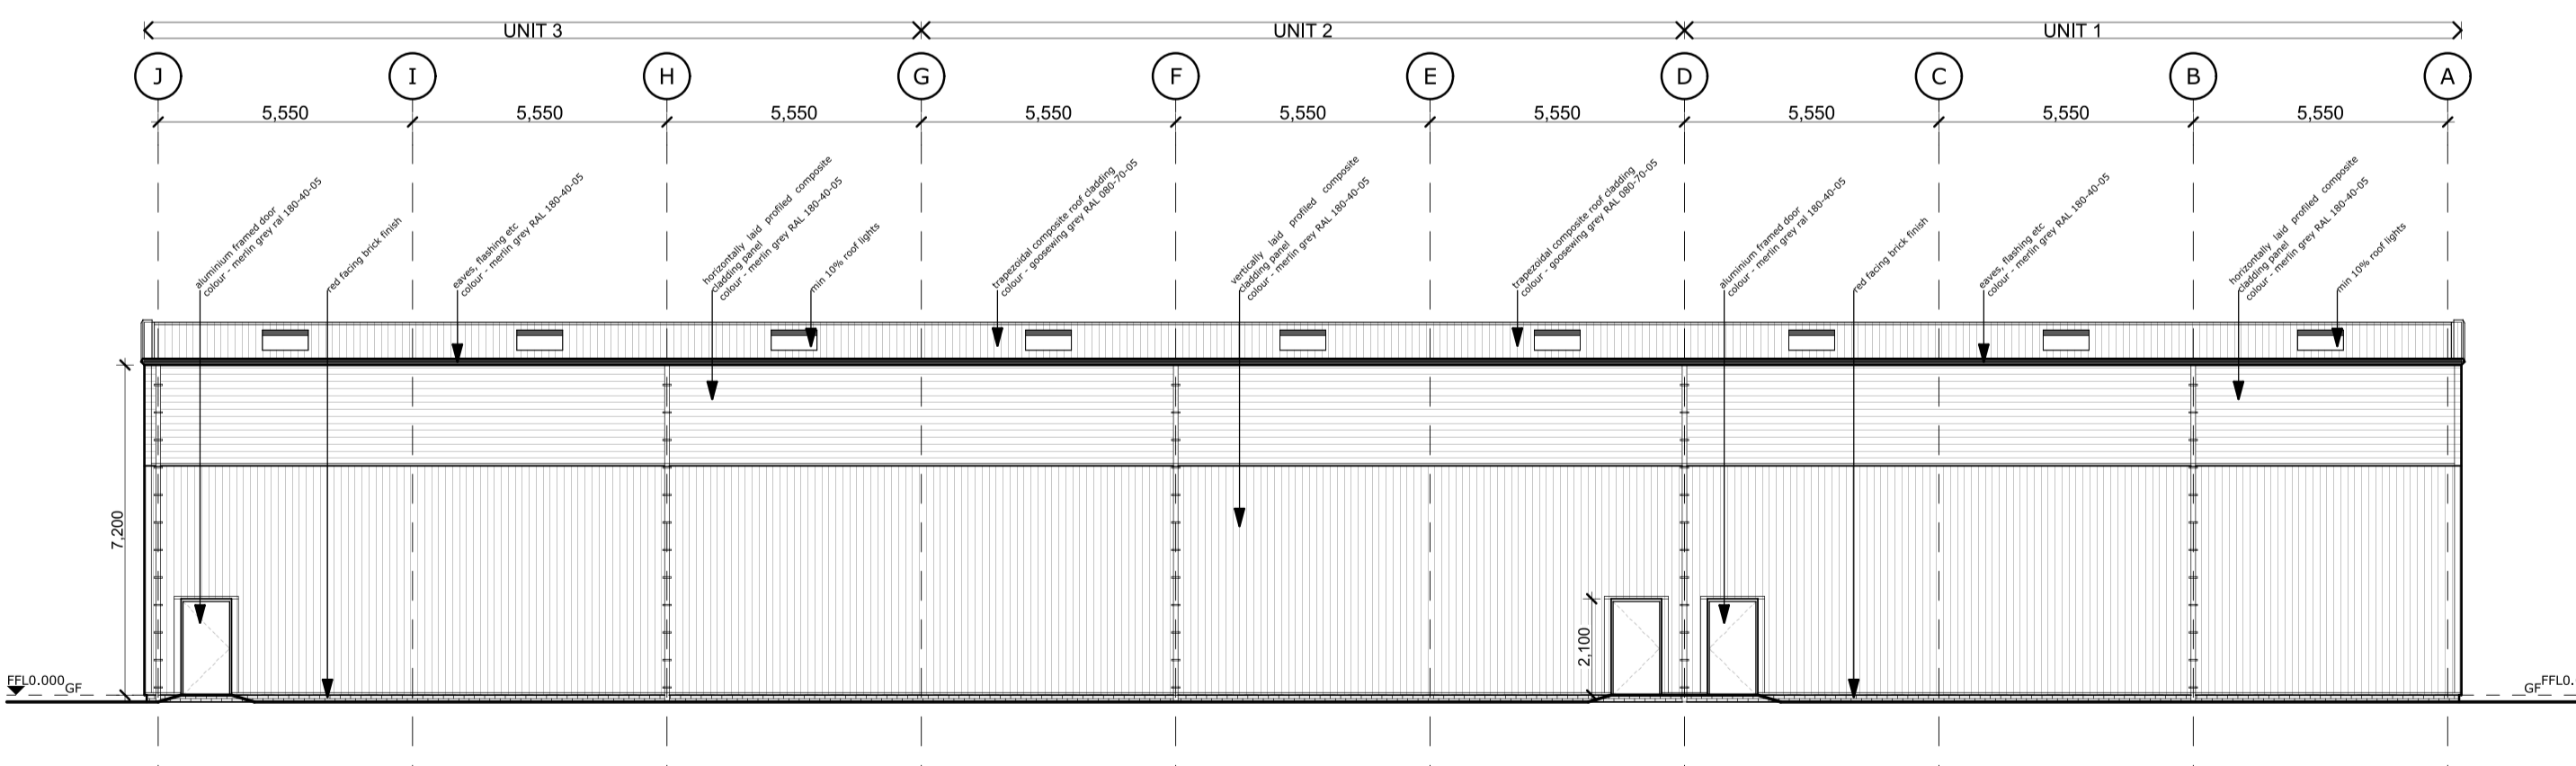 UNIT 3 UNIT 2 UNIT 1
J I H G F E D C B A
5,550 5,550 5,550 5,550 5,550 5,550 5,550 5,550 5,550
aluminium framed door
colour - merlin grey ral 180-40-05
red facing brick finish
eaves, flashing etc
colour - merlin grey RAL 180-40-05
horizontally laid profiled composite
cladding panel
colour - merlin grey RAL 180-40-05
min 10% roof lights
trapezoidal composite roof cladding
colour - goosewing grey RAL 080-70-05
vertically laid profiled composite
cladding panel
colour - merlin grey RAL 180-40-05
trapezoidal composite roof cladding
colour - goosewing grey RAL 080-70-05
aluminium framed door
colour - merlin grey ral 180-40-05
red facing brick finish
eaves, flashing etc
colour - merlin grey RAL 180-40-05
horizontally laid profiled composite
cladding panel
colour - merlin grey RAL 180-40-05
min 10% roof lights
7,200
2,100
FFL0.000 GF
GF FFL0.